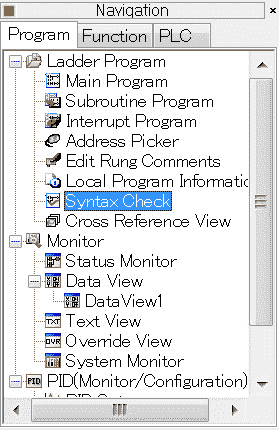 Navigation
Program Function PLC
Ladder Program
Main Program
Subroutine Program
Interrupt Program
Address Picker
Edit Rung Comments
Local Program Informatic
Syntax Check
Cross Reference View
Monitor
Status Monitor
Data View
DataView1
TXT Text View
OVR Override View
System Monitor
PID PID(Monitor/Configuration)